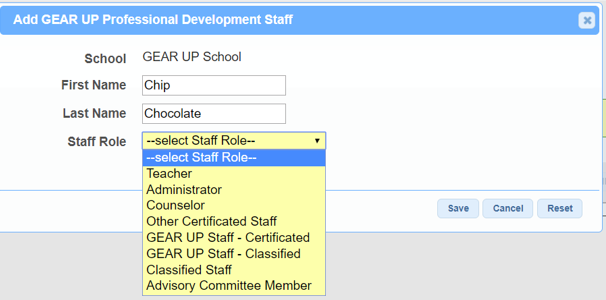 Add GEAR UP Professional Development Staff
School GEAR UP School
First Name Chip
Last Name Chocolate
Staff Role --select Staff Role--
--select Staff Role--
Teacher
Administrator
Counselor
Other Certificated Staff
GEAR UP Staff - Certificated
GEAR UP Staff - Classified
Classified Staff
Advisory Committee Member
Save Cancel Reset